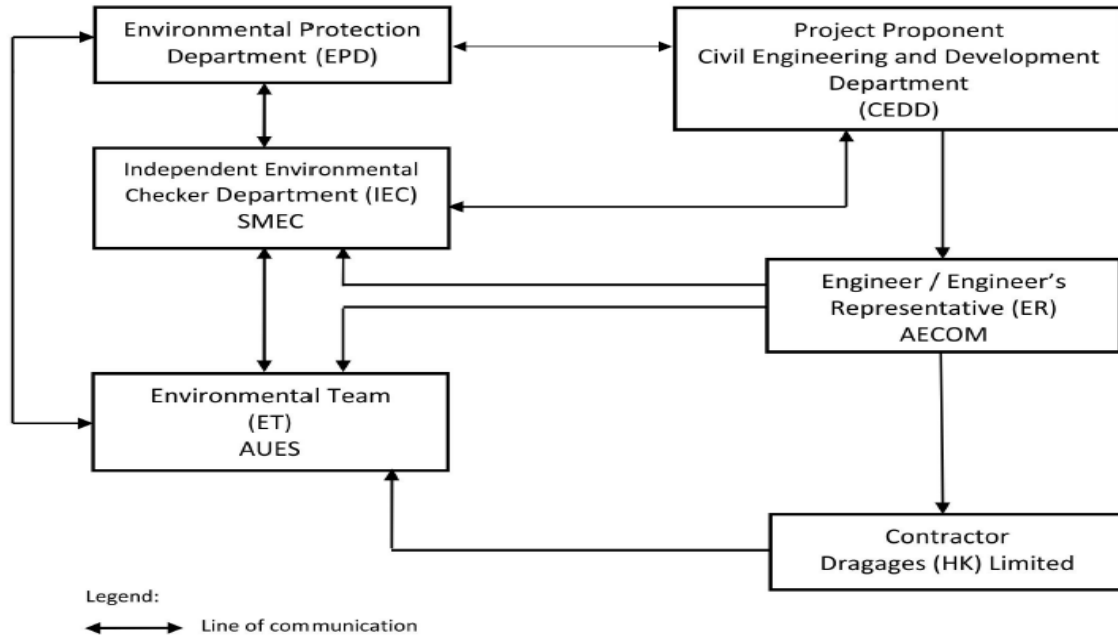 Environmental Protection
Department (EPD)
Project Proponent
Civil Engineering and Development
Department
(CEDD)
Independent Environmental
Checker Department (IEC)
SMEC
Engineer / Engineer’s
Representative (ER)
AECOM
Environmental Team
(ET)
AUES
Contractor
Dragages (HK) Limited
Legend:
Line of communication